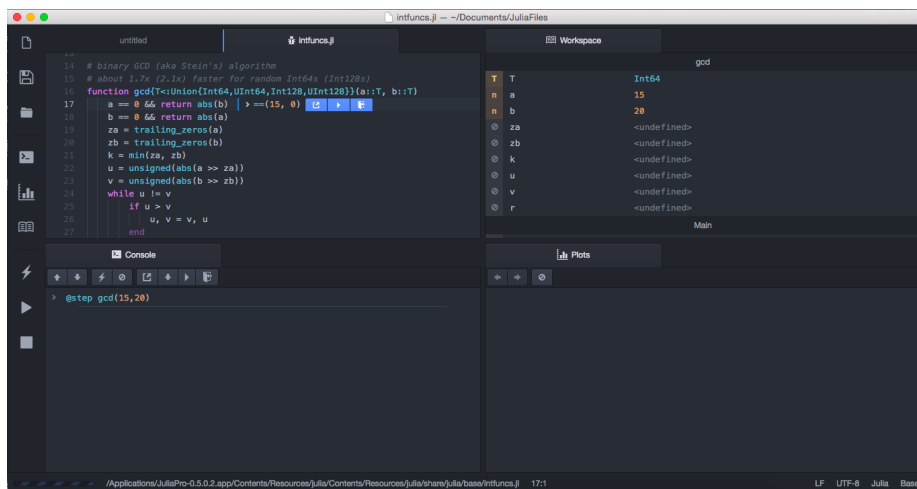 intfuncs.jl — ~/Documents/JuliaFiles
untitled
intfuncs.jl
Workspace
14 # binary GCD (aka Stein's) algorithm
15 # about 1.7x (2.1x) faster for random Int64s (Int128s)
16 function gcd{T<:Union{Int64,UInt64,Int128,UInt128}}(a::T, b::T)
17 a == 0 && return abs(b) > ==(15, 0)
18 b == 0 && return abs(a)
19 za = trailing_zeros(a)
20 zb = trailing_zeros(b)
21 k = min(za, zb)
22 u = unsigned(abs(a >> za))
23 v = unsigned(abs(b >> zb))
24 while u != v
25 if u > v
26 u, v = v, u
27 end
gcd
T T Int64
n a 15
n b 20
za <undefined>
zb <undefined>
k <undefined>
u <undefined>
v <undefined>
r <undefined>
Main
Console
> @step gcd(15,20)
Plots
/Applications/JuliaPro-0.5.0.2.app/Contents/Resources/julia/Contents/Resources/julia/share/julia/base/intfuncs.jl 17:1
LF UTF-8 Julia Base